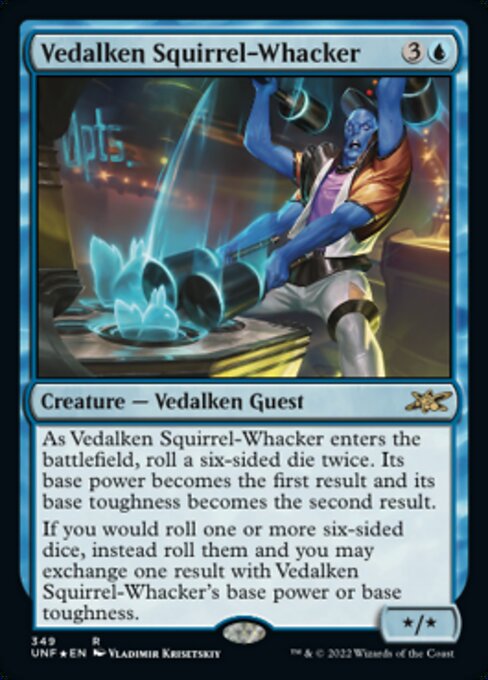 Vedalken Squirrel-Whacker 3
upts.
Creature — Vedalken Guest
As Vedalken Squirrel-Whacker enters the
battlefield, roll a six-sided die twice. Its
base power becomes the first result and its
base toughness becomes the second result.
If you would roll one or more six-sided
dice, instead roll them and you may
exchange one result with Vedalken
Squirrel-Whacker's base power or base
toughness.
*/*
349 R
UNF★EN Vladimir Krisetskiy
™ & © 2022 Wizards of the Coast